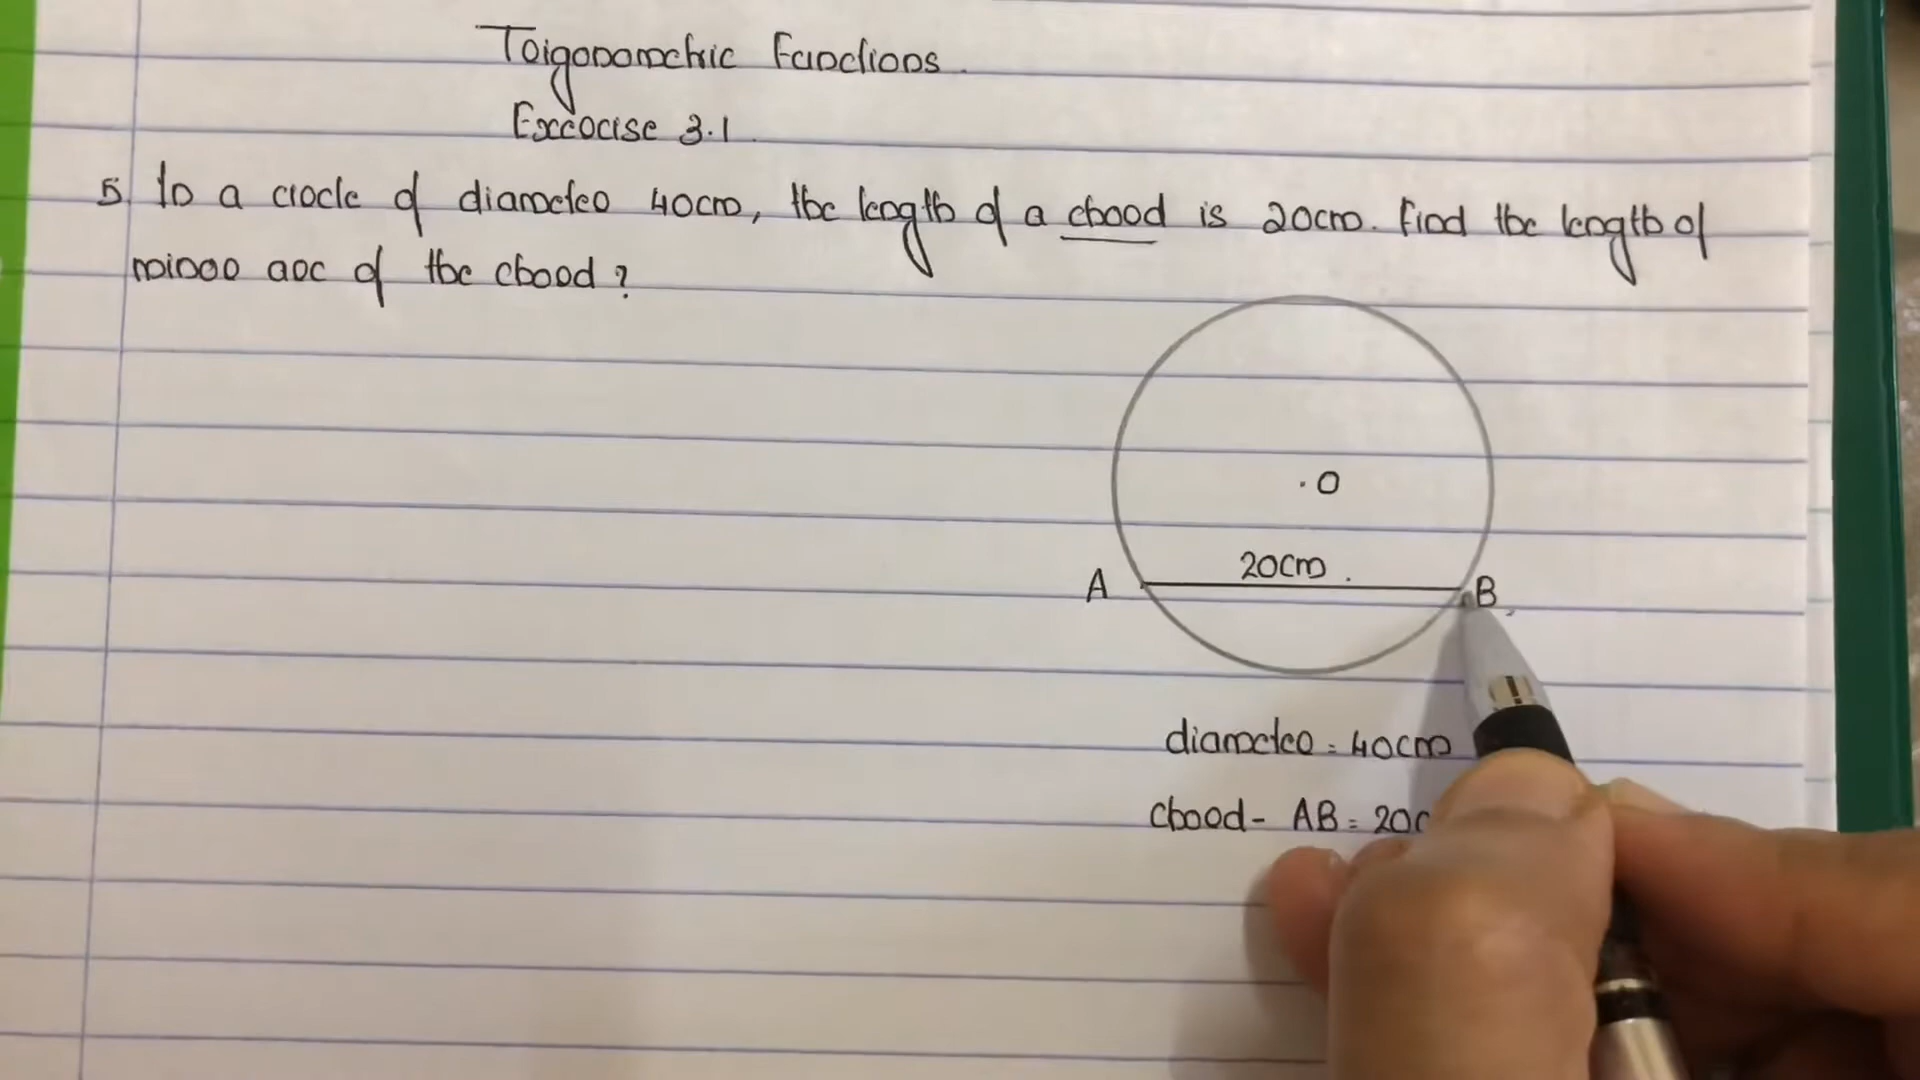 Trigonometric Functions.
Exercise 3.1.
5. In a circle of diameter 40cm, the length of a chord is 20cm. Find the length of
minor arc of the chord?
. O
20cm.
A
B
diameter = 40cm
chord - AB = 20c